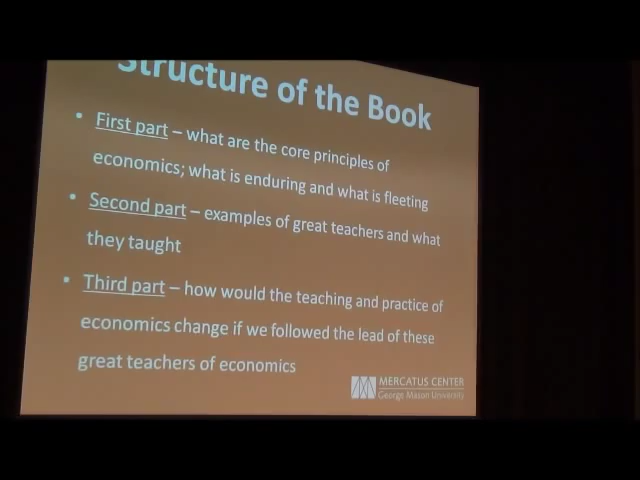 Structure of the Book
• First part – what are the core principles of
economics; what is enduring and what is fleeting
• Second part – examples of great teachers and what
they taught
• Third part – how would the teaching and practice of
economics change if we followed the lead of these
great teachers of economics
MERCATUS CENTER
George Mason University